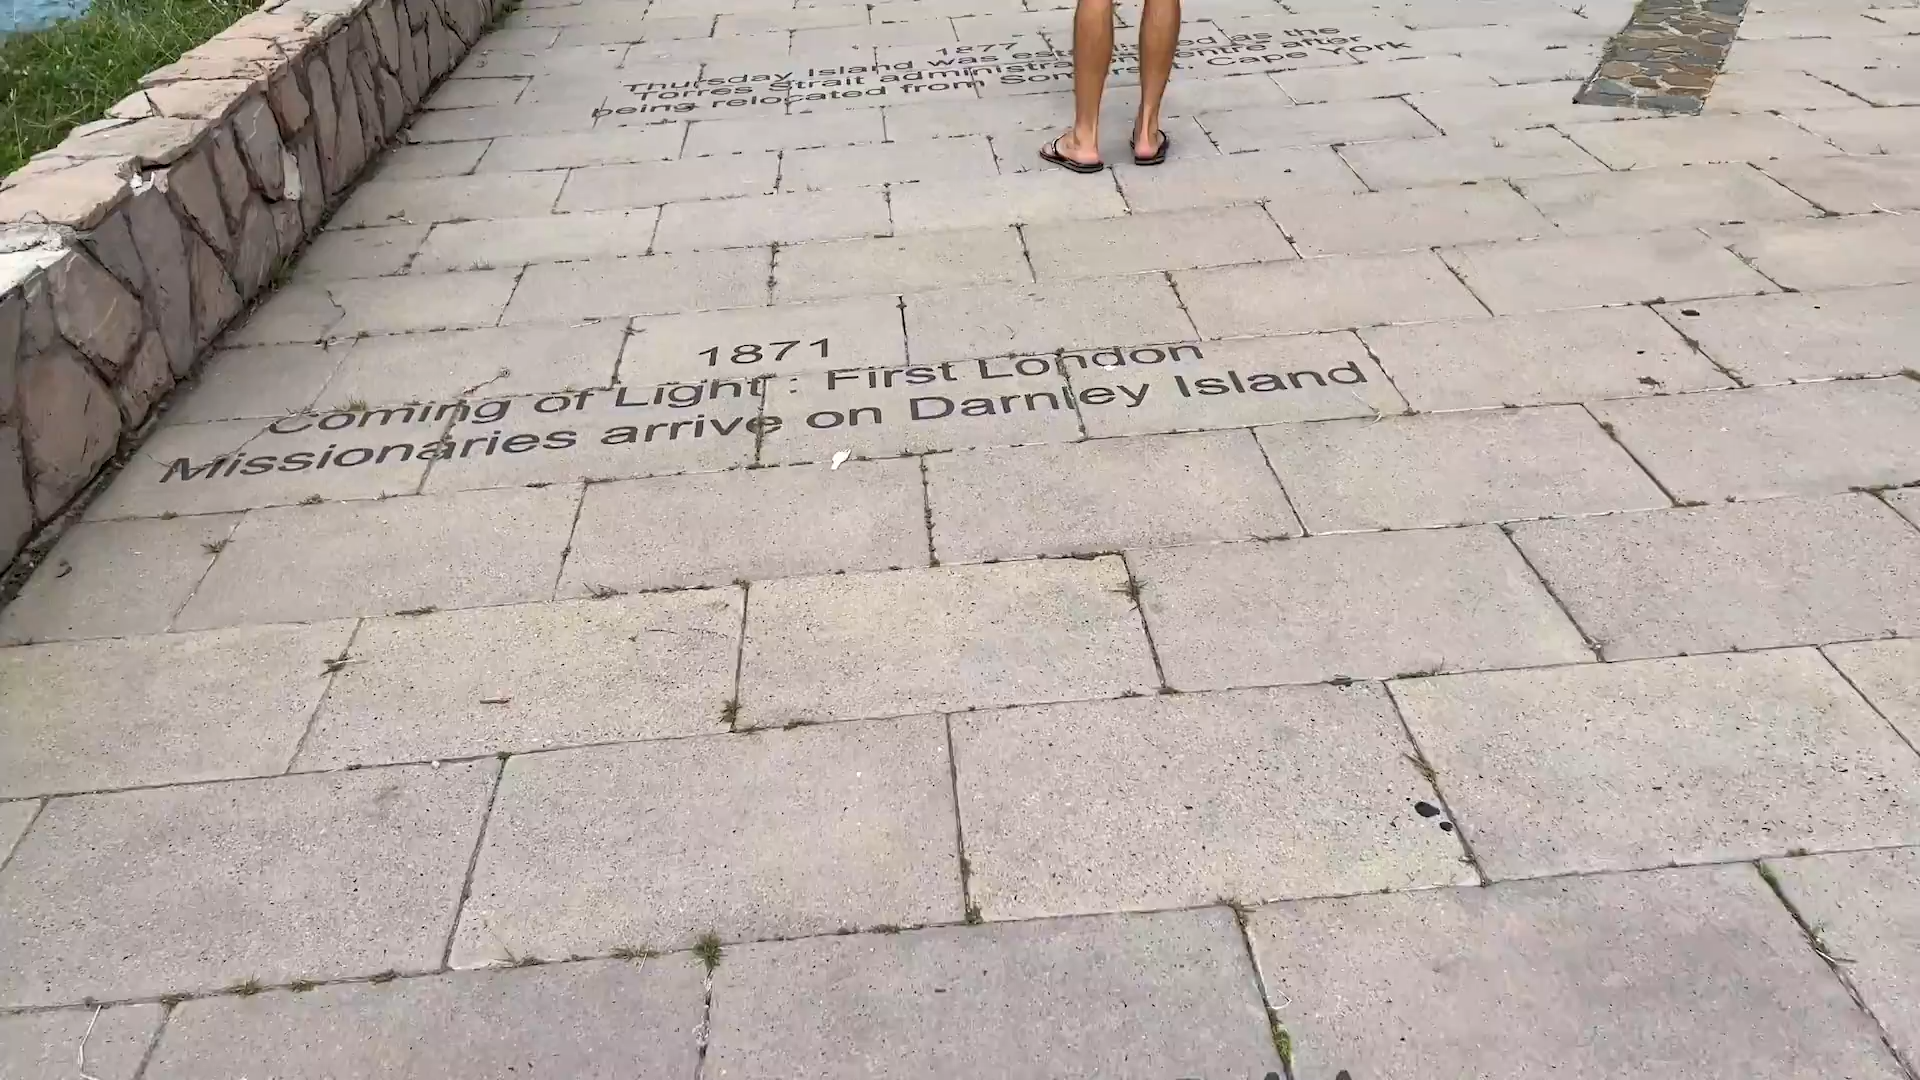 1877
Thursday Island was established as the
Torres Strait administration centre after
being relocated from Somerset, Cape York
1871
Coming of Light : First London
Missionaries arrive on Darnley Island